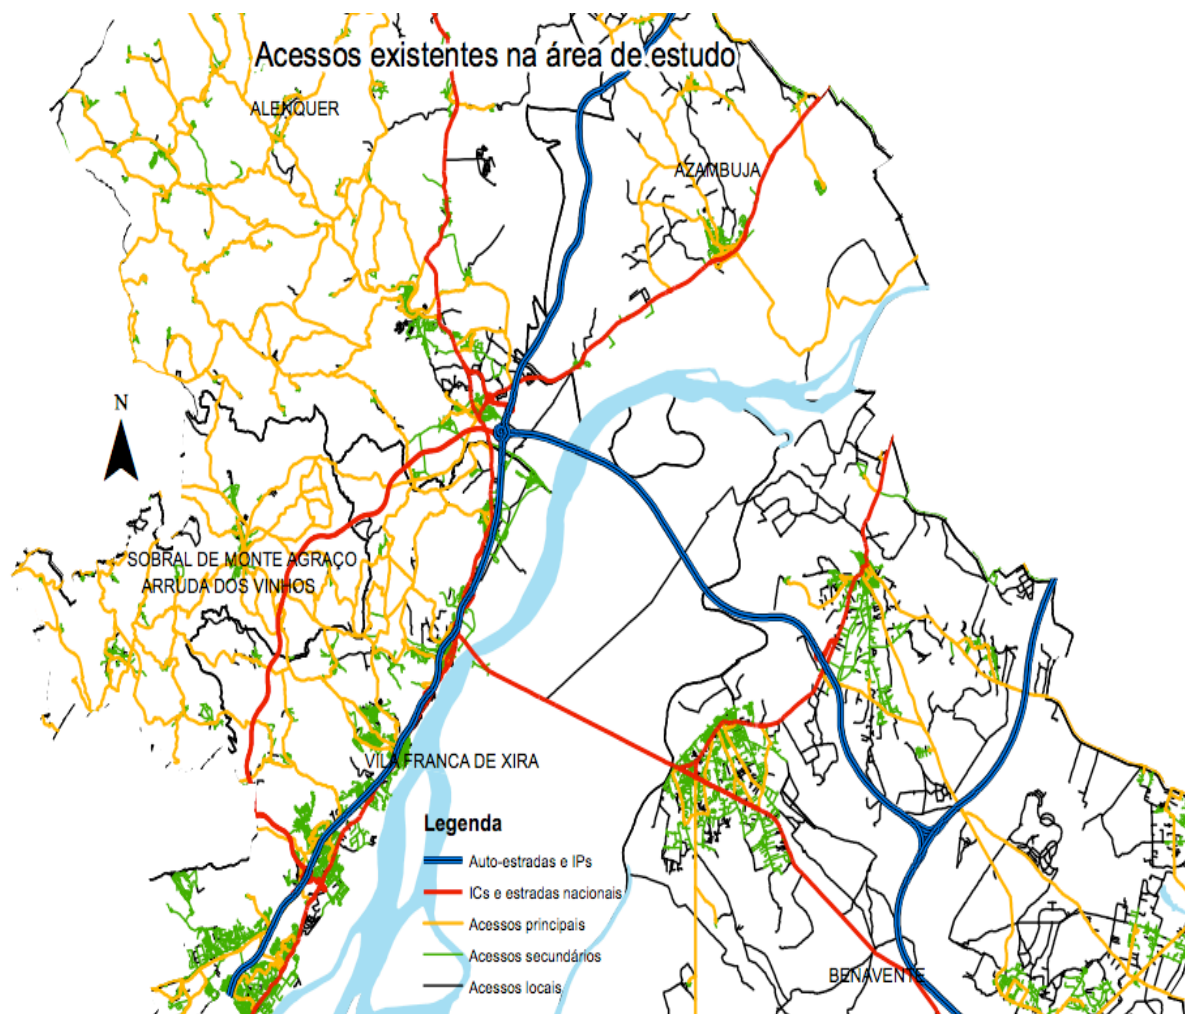 Acessos existentes na área de estudo
ALENQUER
AZAMBUJA
N
SOBRAL DE MONTE AGRAÇO
ARRUDA DOS VINHOS
VILA FRANCA DE XIRA
Legenda
Auto-estradas e IPs
ICs e estradas nacionais
Acessos principais
Acessos secundários
Acessos locais
BENAVENTE